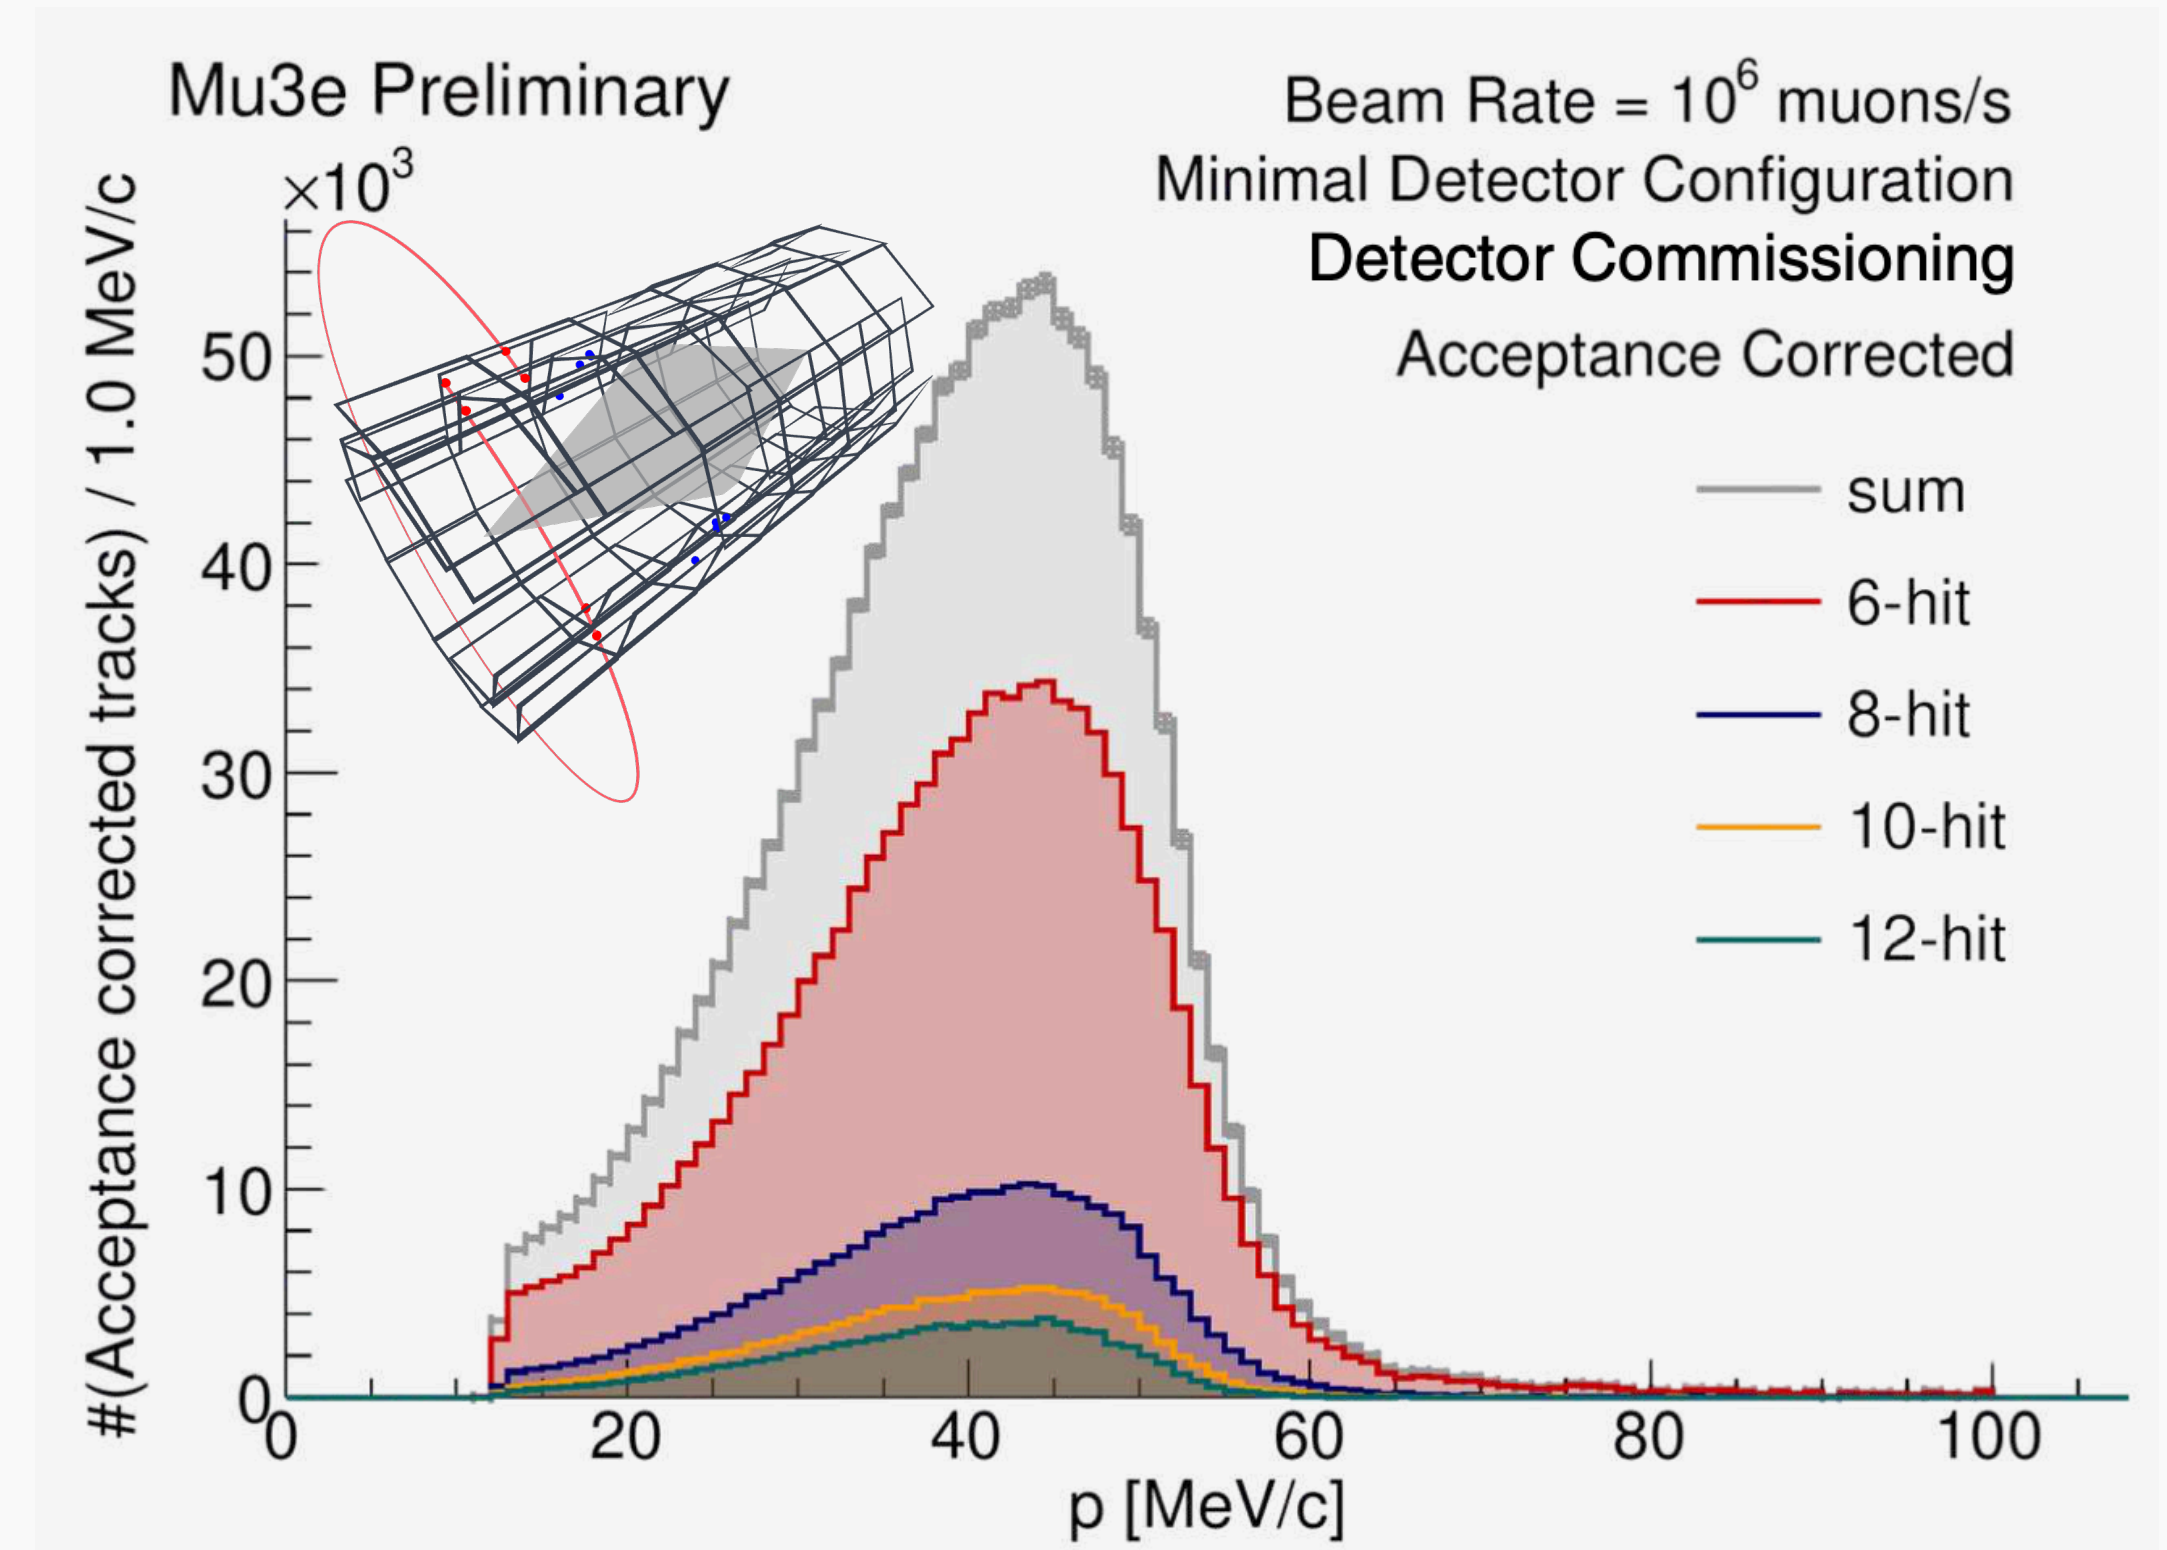 Mu3e Preliminary
Beam Rate = 10⁶ muons/s
Minimal Detector Configuration
Detector Commissioning
Acceptance Corrected
×10³
#(Acceptance corrected tracks) / 1.0 MeV/c
50
40
30
20
10
0
sum
6-hit
8-hit
10-hit
12-hit
0 20 40 60 80 100
p [MeV/c]